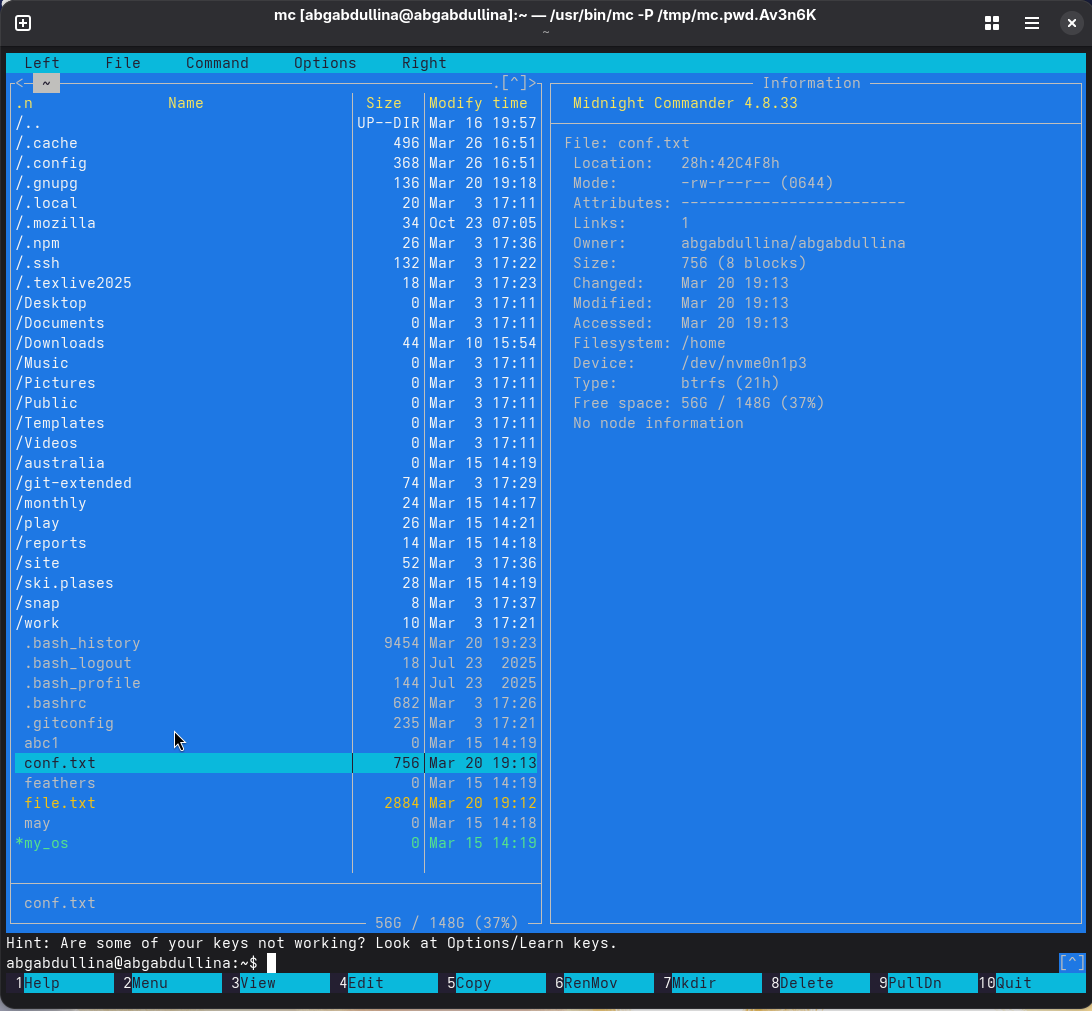 mc [abgabdullina@abgabdullina]:~ — /usr/bin/mc -P /tmp/mc.pwd.Av3n6K
~
Left File Command Options Right
<— ~ .[^]>
.n Name Size Modify time
/.. UP--DIR Mar 16 19:57
/.cache 496 Mar 26 16:51
/.config 368 Mar 26 16:51
/.gnupg 136 Mar 20 19:18
/.local 20 Mar 3 17:11
/.mozilla 34 Oct 23 07:05
/.npm 26 Mar 3 17:36
/.ssh 132 Mar 3 17:22
/.texlive2025 18 Mar 3 17:23
/Desktop 0 Mar 3 17:11
/Documents 0 Mar 3 17:11
/Downloads 44 Mar 10 15:54
/Music 0 Mar 3 17:11
/Pictures 0 Mar 3 17:11
/Public 0 Mar 3 17:11
/Templates 0 Mar 3 17:11
/Videos 0 Mar 3 17:11
/australia 0 Mar 15 14:19
/git-extended 74 Mar 3 17:29
/monthly 24 Mar 15 14:17
/play 26 Mar 15 14:21
/reports 14 Mar 15 14:18
/site 52 Mar 3 17:36
/ski.plases 28 Mar 15 14:19
/snap 8 Mar 3 17:37
/work 10 Mar 3 17:21
.bash_history 9454 Mar 20 19:23
.bash_logout 18 Jul 23 2025
.bash_profile 144 Jul 23 2025
.bashrc 682 Mar 3 17:26
.gitconfig 235 Mar 3 17:21
abc1 0 Mar 15 14:19
conf.txt 756 Mar 20 19:13
feathers 0 Mar 15 14:19
file.txt 2884 Mar 20 19:12
may 0 Mar 15 14:18
*my_os 0 Mar 15 14:19
conf.txt
56G / 148G (37%)
Information
Midnight Commander 4.8.33
File: conf.txt
Location: 28h:42C4F8h
Mode: -rw-r--r-- (0644)
Attributes: -------------------------
Links: 1
Owner: abgabdullina/abgabdullina
Size: 756 (8 blocks)
Changed: Mar 20 19:13
Modified: Mar 20 19:13
Accessed: Mar 20 19:13
Filesystem: /home
Device: /dev/nvme0n1p3
Type: btrfs (21h)
Free space: 56G / 148G (37%)
No node information
Hint: Are some of your keys not working? Look at Options/Learn keys.
abgabdullina@abgabdullina:~$ [^]
1Help 2Menu 3View 4Edit 5Copy 6RenMov 7Mkdir 8Delete 9PullDn 10Quit